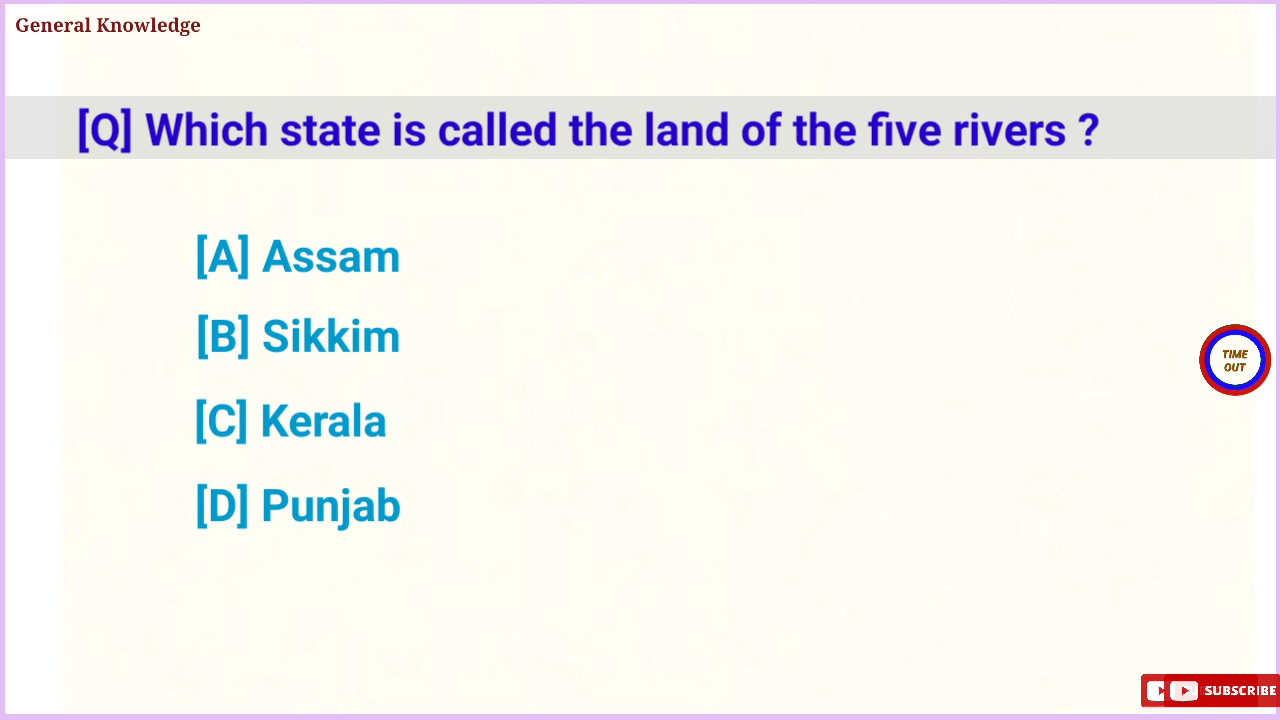 General Knowledge
[Q] Which state is called the land of the five rivers ?
[A] Assam
[B] Sikkim
[C] Kerala
[D] Punjab
TIME
OUT
SUBSCRIBE